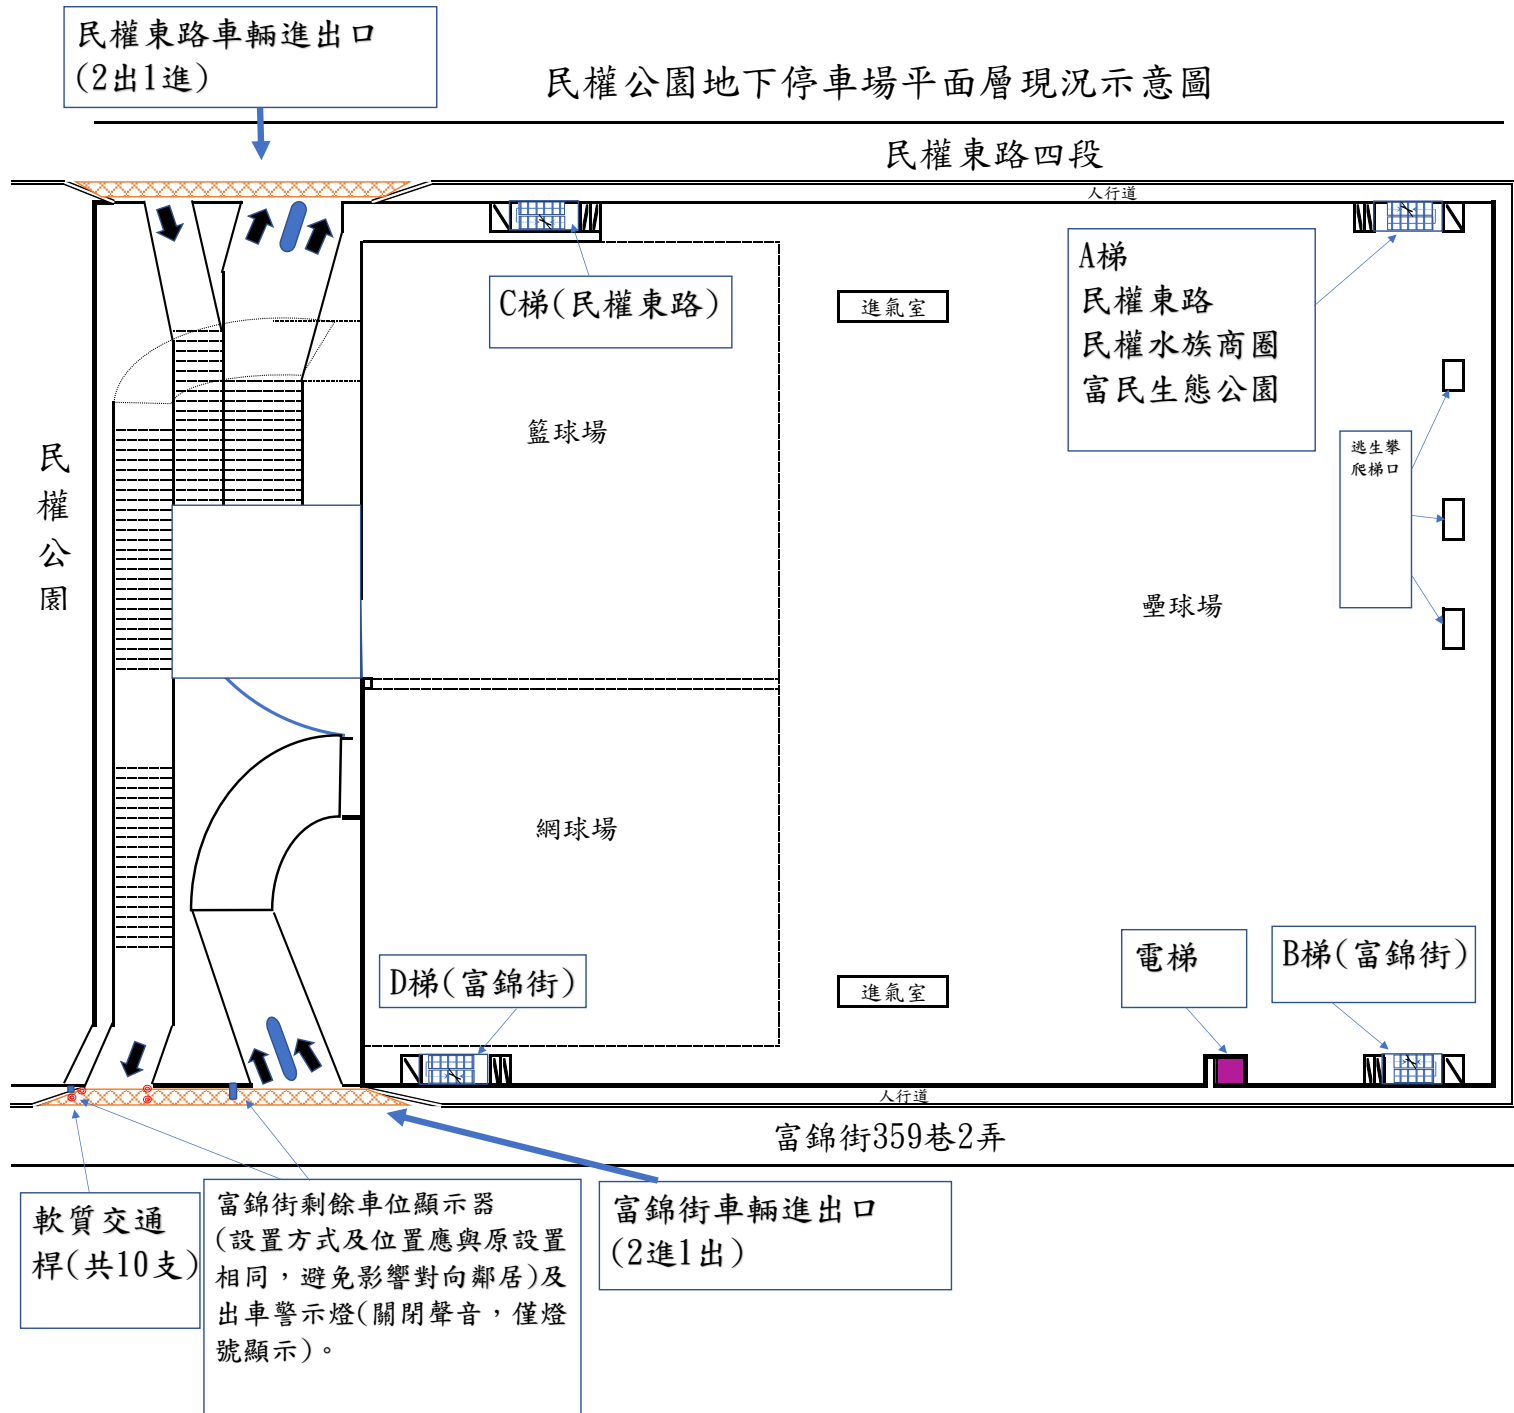 民權東路車輛進出口
(2出1進)
民權公園地下停車場平面層現況示意圖
民權東路四段
人行道
C梯(民權東路)
進氣室
A梯
民權東路
民權水族商圈
富民生態公園
籃球場
逃生攀
爬梯口
民
權
公
園
壘球場
網球場
D梯(富錦街)
進氣室
電梯
B梯(富錦街)
人行道
富錦街359巷2弄
軟質交通
桿(共10支)
富錦街剩餘車位顯示器
(設置方式及位置應與原設置
相同，避免影響對向鄰居)及
出車警示燈(關閉聲音，僅燈
號顯示)。
富錦街車輛進出口
(2進1出)